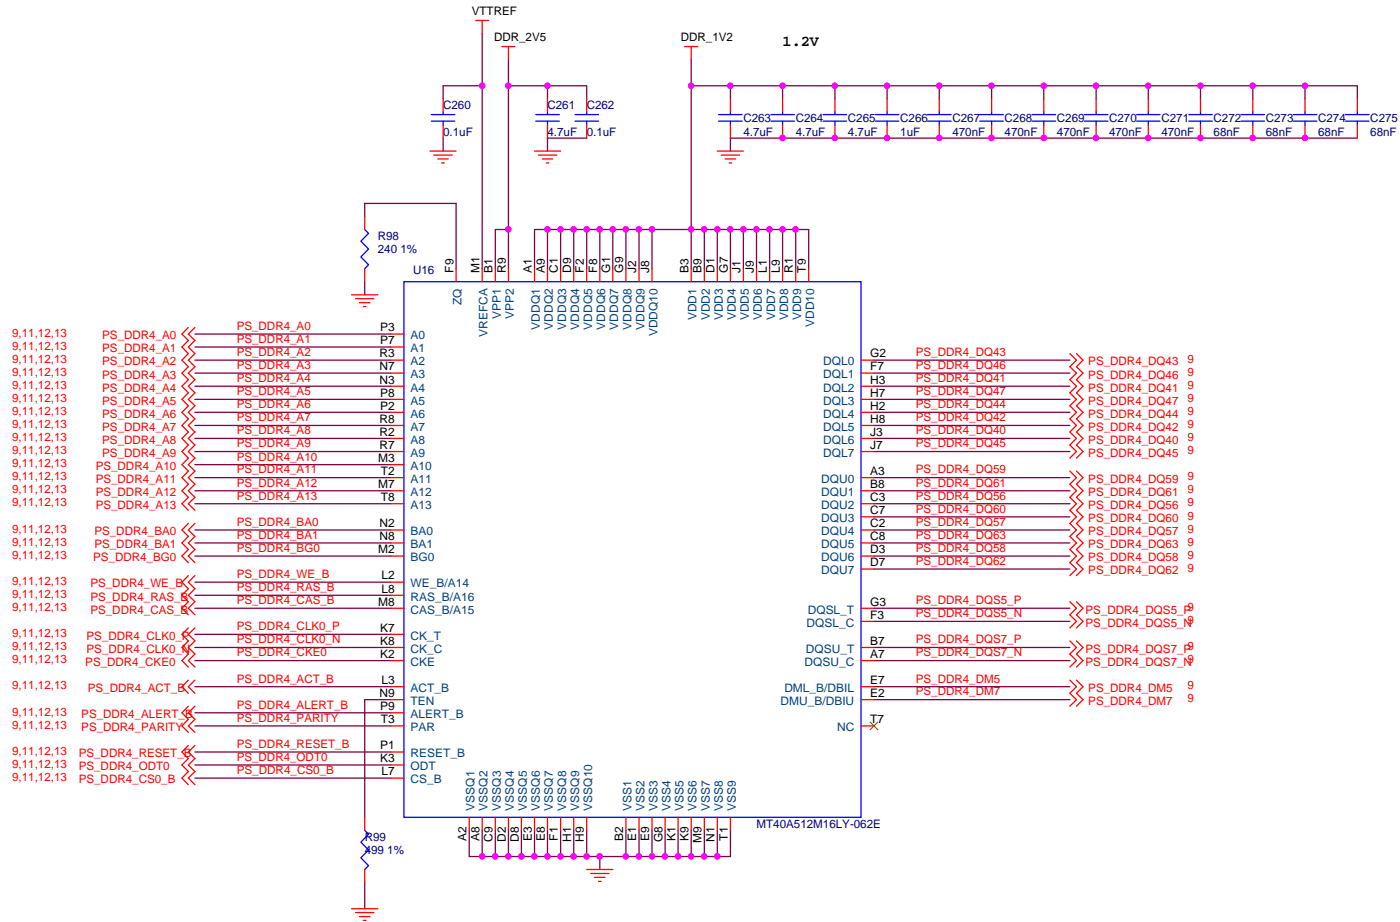 VTTREF
DDR_2V5
DDR_1V2
1.2V
C260
0.1uF
C261
4.7uF
C262
0.1uF
C263
4.7uF
C264
4.7uF
C265
4.7uF
C266
1uF
C267
470nF
C268
470nF
C269
470nF
C270
470nF
C271
470nF
C272
68nF
C273
68nF
C274
68nF
C275
68nF
R98
240 1%
U16
F9 M1 B1 R9 A1 A9 C1 D9 F2 F8 G1 G9 J2 J8 B3 B9 D1 G7 J1 J9 L1 L9 R1 T9
ZQ VREFCA VPP1 VPP2 VDDQ1 VDDQ2 VDDQ3 VDDQ4 VDDQ5 VDDQ6 VDDQ7 VDDQ8 VDDQ9 VDDQ10 VDD1 VDD2 VDD3 VDD4 VDD5 VDD6 VDD7 VDD8 VDD9 VDD10
9,11,12,13 PS_DDR4_A0 PS_DDR4_A0 P3 A0
9,11,12,13 PS_DDR4_A1 PS_DDR4_A1 P7 A1
9,11,12,13 PS_DDR4_A2 PS_DDR4_A2 R3 A2
9,11,12,13 PS_DDR4_A3 PS_DDR4_A3 N7 A3
9,11,12,13 PS_DDR4_A4 PS_DDR4_A4 N3 A4
9,11,12,13 PS_DDR4_A5 PS_DDR4_A5 P8 A5
9,11,12,13 PS_DDR4_A6 PS_DDR4_A6 P2 A6
9,11,12,13 PS_DDR4_A7 PS_DDR4_A7 R8 A7
9,11,12,13 PS_DDR4_A8 PS_DDR4_A8 R2 A8
9,11,12,13 PS_DDR4_A9 PS_DDR4_A9 R7 A9
9,11,12,13 PS_DDR4_A10 PS_DDR4_A10 M3 A10
9,11,12,13 PS_DDR4_A11 PS_DDR4_A11 T2 A11
9,11,12,13 PS_DDR4_A12 PS_DDR4_A12 M7 A12
9,11,12,13 PS_DDR4_A13 PS_DDR4_A13 T8 A13
9,11,12,13 PS_DDR4_BA0 PS_DDR4_BA0 N2 BA0
9,11,12,13 PS_DDR4_BA1 PS_DDR4_BA1 N8 BA1
9,11,12,13 PS_DDR4_BG0 PS_DDR4_BG0 M2 BG0
9,11,12,13 PS_DDR4_WE_B PS_DDR4_WE_B L2 WE_B/A14
9,11,12,13 PS_DDR4_RAS_B PS_DDR4_RAS_B L8 RAS_B/A16
9,11,12,13 PS_DDR4_CAS_B PS_DDR4_CAS_B M8 CAS_B/A15
9,11,12,13 PS_DDR4_CLK0_P PS_DDR4_CLK0_P K7 CK_T
9,11,12,13 PS_DDR4_CLK0_N PS_DDR4_CLK0_N K8 CK_C
9,11,12,13 PS_DDR4_CKE0 PS_DDR4_CKE0 K2 CKE
9,11,12,13 PS_DDR4_ACT_B PS_DDR4_ACT_B L3 ACT_B
N9 TEN
9,11,12,13 PS_DDR4_ALERT_B PS_DDR4_ALERT_B P9 ALERT_B
9,11,12,13 PS_DDR4_PARITY PS_DDR4_PARITY T3 PAR
9,11,12,13 PS_DDR4_RESET_B PS_DDR4_RESET_B P1 RESET_B
9,11,12,13 PS_DDR4_ODT0 PS_DDR4_ODT0 K3 ODT
9,11,12,13 PS_DDR4_CS0_B PS_DDR4_CS0_B L7 CS_B
DQL0 G2 PS_DDR4_DQ43 PS_DDR4_DQ43 9
DQL1 F7 PS_DDR4_DQ46 PS_DDR4_DQ46 9
DQL2 H3 PS_DDR4_DQ41 PS_DDR4_DQ41 9
DQL3 H7 PS_DDR4_DQ47 PS_DDR4_DQ47 9
DQL4 H2 PS_DDR4_DQ44 PS_DDR4_DQ44 9
DQL5 H8 PS_DDR4_DQ42 PS_DDR4_DQ42 9
DQL6 J3 PS_DDR4_DQ40 PS_DDR4_DQ40 9
DQL7 J7 PS_DDR4_DQ45 PS_DDR4_DQ45 9
DQU0 A3 PS_DDR4_DQ59 PS_DDR4_DQ59 9
DQU1 B8 PS_DDR4_DQ61 PS_DDR4_DQ61 9
DQU2 C3 PS_DDR4_DQ56 PS_DDR4_DQ56 9
DQU3 C7 PS_DDR4_DQ60 PS_DDR4_DQ60 9
DQU4 C2 PS_DDR4_DQ57 PS_DDR4_DQ57 9
DQU5 C8 PS_DDR4_DQ63 PS_DDR4_DQ63 9
DQU6 D3 PS_DDR4_DQ58 PS_DDR4_DQ58 9
DQU7 D7 PS_DDR4_DQ62 PS_DDR4_DQ62 9
DQSL_T G3 PS_DDR4_DQS5_P PS_DDR4_DQS5_P 9
DQSL_C F3 PS_DDR4_DQS5_N PS_DDR4_DQS5_N 9
DQSU_T B7 PS_DDR4_DQS7_P PS_DDR4_DQS7_P 9
DQSU_C A7 PS_DDR4_DQS7_N PS_DDR4_DQS7_N 9
DML_B/DBIL E7 PS_DDR4_DM5 PS_DDR4_DM5 9
DMU_B/DBIU E2 PS_DDR4_DM7 PS_DDR4_DM7 9
NC T7
VSSQ1 VSSQ2 VSSQ3 VSSQ4 VSSQ5 VSSQ6 VSSQ7 VSSQ8 VSSQ9 VSSQ10 VSS1 VSS2 VSS3 VSS4 VSS5 VSS6 VSS7 VSS8 VSS9
A2 A8 C9 D2 D8 E3 E8 F1 H1 H9 B2 E1 E9 G8 K1 K9 M9 N1 T1
MT40A512M16LY-062E
R99
499 1%